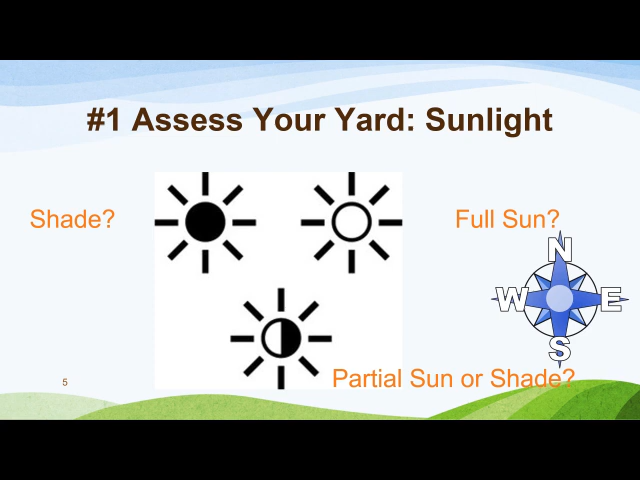 #1 Assess Your Yard: Sunlight
Shade?
Full Sun?
N
W E
S
Partial Sun or Shade?
5